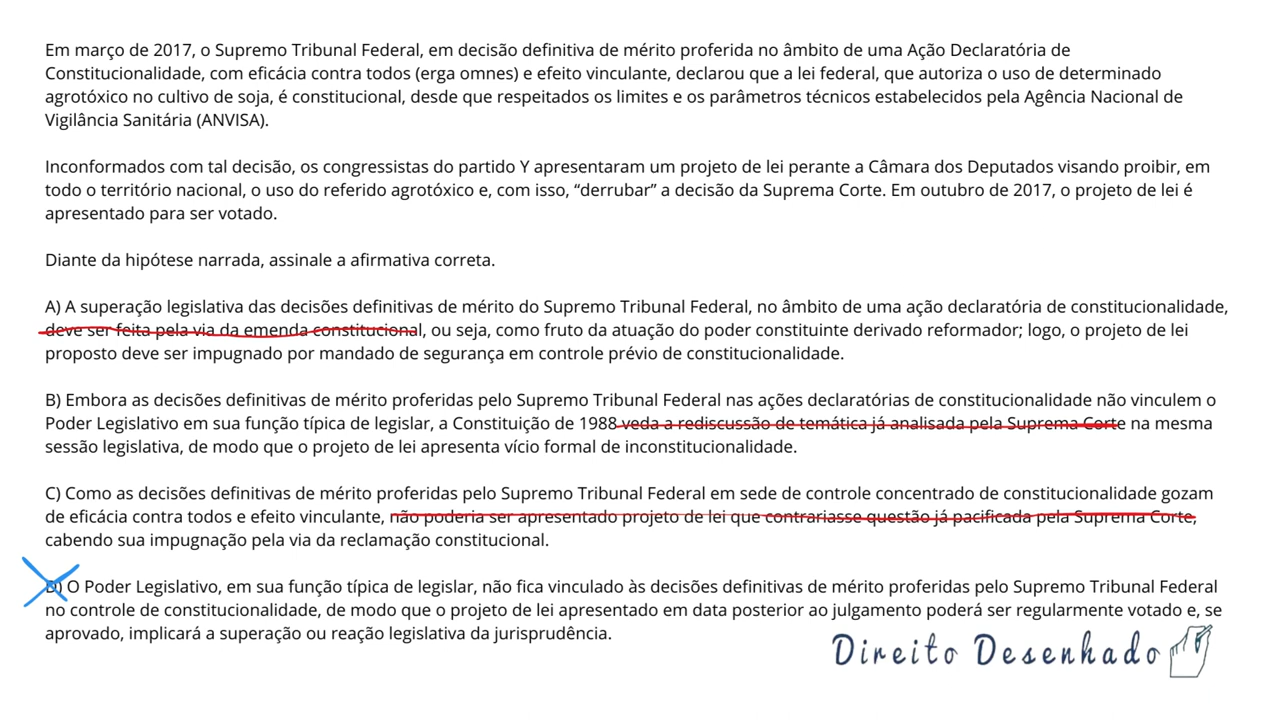 Em março de 2017, o Supremo Tribunal Federal, em decisão definitiva de mérito proferida no âmbito de uma Ação Declaratória de
Constitucionalidade, com eficácia contra todos (erga omnes) e efeito vinculante, declarou que a lei federal, que autoriza o uso de determinado
agrotóxico no cultivo de soja, é constitucional, desde que respeitados os limites e os parâmetros técnicos estabelecidos pela Agência Nacional de
Vigilância Sanitária (ANVISA).
Inconformados com tal decisão, os congressistas do partido Y apresentaram um projeto de lei perante a Câmara dos Deputados visando proibir, em
todo o território nacional, o uso do referido agrotóxico e, com isso, “derrubar” a decisão da Suprema Corte. Em outubro de 2017, o projeto de lei é
apresentado para ser votado.
Diante da hipótese narrada, assinale a afirmativa correta.
A) A superação legislativa das decisões definitivas de mérito do Supremo Tribunal Federal, no âmbito de uma ação declaratória de constitucionalidade,
deve ser feita pela via da emenda constitucional, ou seja, como fruto da atuação do poder constituinte derivado reformador; logo, o projeto de lei
proposto deve ser impugnado por mandado de segurança em controle prévio de constitucionalidade.
B) Embora as decisões definitivas de mérito proferidas pelo Supremo Tribunal Federal nas ações declaratórias de constitucionalidade não vinculem o
Poder Legislativo em sua função típica de legislar, a Constituição de 1988 veda a rediscussão de temática já analisada pela Suprema Corte na mesma
sessão legislativa, de modo que o projeto de lei apresenta vício formal de inconstitucionalidade.
C) Como as decisões definitivas de mérito proferidas pelo Supremo Tribunal Federal em sede de controle concentrado de constitucionalidade gozam
de eficácia contra todos e efeito vinculante, não poderia ser apresentado projeto de lei que contrariasse questão já pacificada pela Suprema Corte,
cabendo sua impugnação pela via da reclamação constitucional.
D) O Poder Legislativo, em sua função típica de legislar, não fica vinculado às decisões definitivas de mérito proferidas pelo Supremo Tribunal Federal
no controle de constitucionalidade, de modo que o projeto de lei apresentado em data posterior ao julgamento poderá ser regularmente votado e, se
aprovado, implicará a superação ou reação legislativa da jurisprudência.
Direito Desenhado